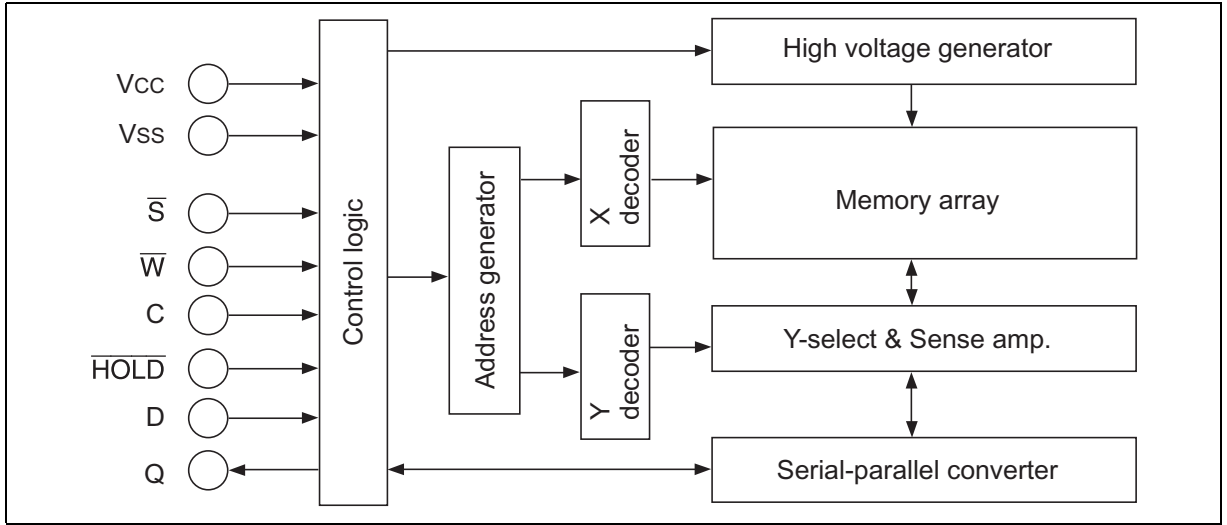 High voltage generator
VCC
VSS
S̅
W̅
C
H̅O̅L̅D̅
D
Q
Control logic
Address generator
X decoder
Y decoder
Memory array
Y-select & Sense amp.
Serial-parallel converter